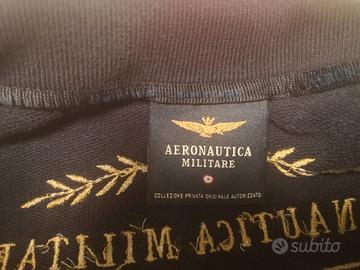 AERONAUTICA
MILITARE
COLLEZIONE PRIVATA ORIGINALE AUTORIZZATO
NAUTICA MILITA
subito